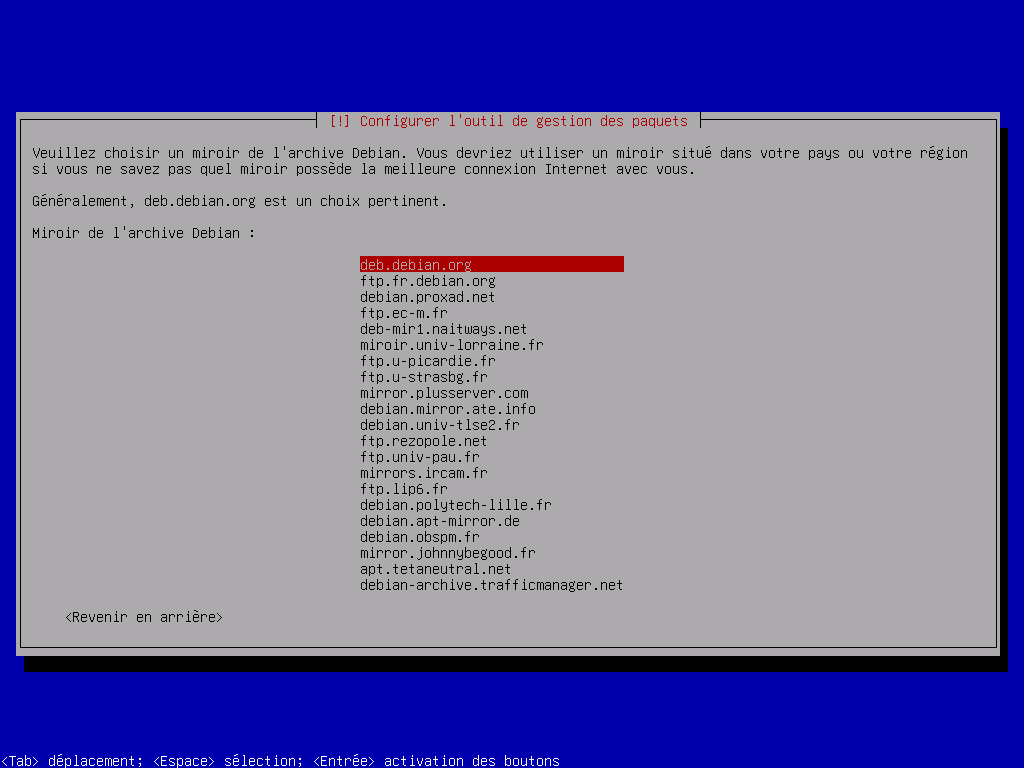 [!] Configurer l'outil de gestion des paquets
Veuillez choisir un miroir de l'archive Debian. Vous devriez utiliser un miroir situé dans votre pays ou votre région
si vous ne savez pas quel miroir possède la meilleure connexion Internet avec vous.
Généralement, deb.debian.org est un choix pertinent.
Miroir de l'archive Debian :
deb.debian.org
ftp.fr.debian.org
debian.proxad.net
ftp.ec-m.fr
deb-mir1.naitways.net
miroir.univ-lorraine.fr
ftp.u-picardie.fr
ftp.u-strasbg.fr
mirror.plusserver.com
debian.mirror.ate.info
debian.univ-tlse2.fr
ftp.rezopole.net
ftp.univ-pau.fr
mirrors.ircam.fr
ftp.lip6.fr
debian.polytech-lille.fr
debian.apt-mirror.de
debian.obspm.fr
mirror.johnnybegood.fr
apt.tetaneutral.net
debian-archive.trafficmanager.net
<Revenir en arrière>
<Tab> déplacement; <Espace> sélection; <Entrée> activation des boutons